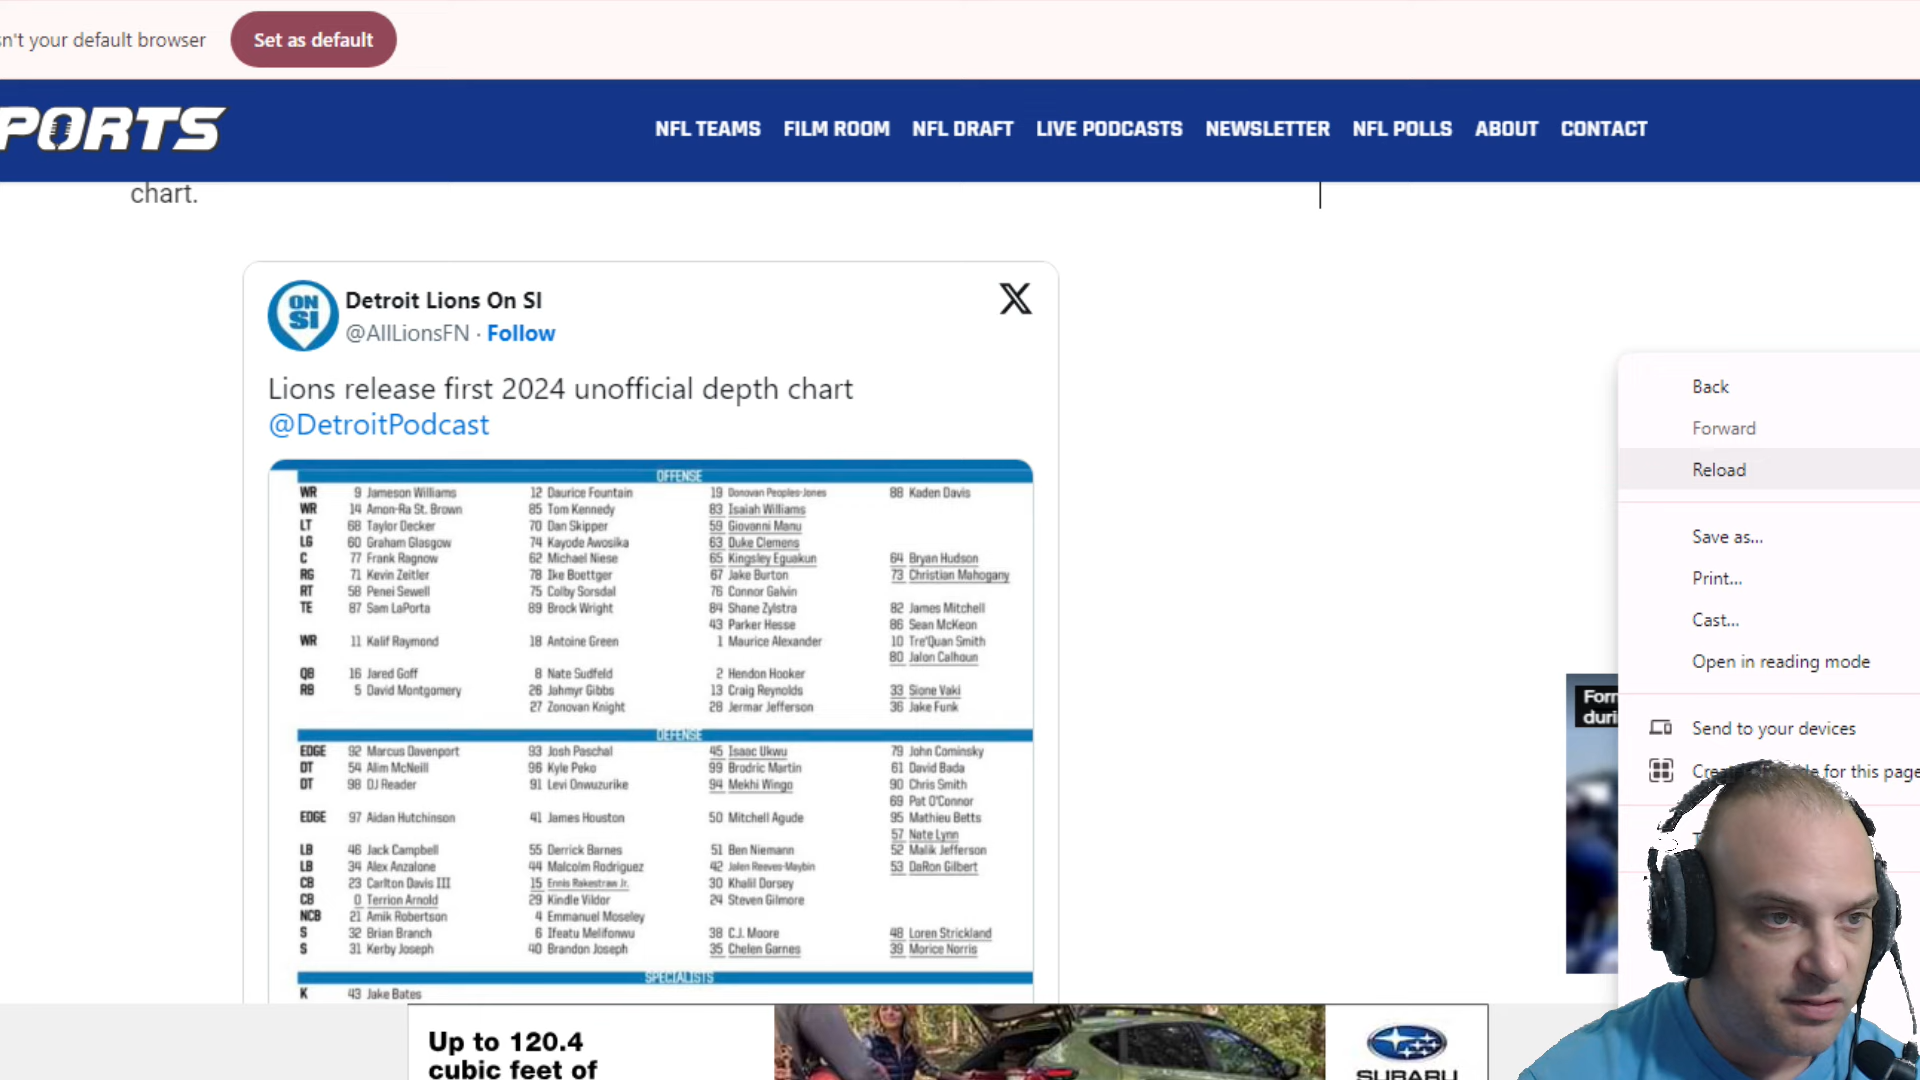 n't your default browser
Set as default
PORTS
NFL TEAMS FILM ROOM NFL DRAFT LIVE PODCASTS NEWSLETTER NFL POLLS ABOUT CONTACT
chart.
ON SI
Detroit Lions On SI
@AllLionsFN · Follow
X
Lions release first 2024 unofficial depth chart
@DetroitPodcast
OFFENSE
WR 9 Jameson Williams 12 Daurice Fountain 19 Donovan Peoples-Jones 88 Kaden Davis
WR 14 Amon-Ra St. Brown 85 Tom Kennedy 83 Isaiah Williams
LT 68 Taylor Decker 70 Dan Skipper 59 Giovanni Manu
LG 60 Graham Glasgow 74 Kayode Awosika 63 Duke Clemens
C 77 Frank Ragnow 62 Michael Niese 65 Kingsley Eguakun 64 Bryan Hudson
RG 71 Kevin Zeitler 78 Ike Boettger 67 Jake Burton 73 Christian Mahogany
RT 58 Penei Sewell 75 Colby Sorsdal 76 Connor Galvin
TE 87 Sam LaPorta 89 Brock Wright 84 Shane Zylstra 82 James Mitchell
43 Parker Hesse 86 Sean McKeon
WR 11 Kalif Raymond 18 Antoine Green 1 Maurice Alexander 10 Tre'Quan Smith
80 Jalon Calhoun
QB 16 Jared Goff 8 Nate Sudfeld 2 Hendon Hooker
RB 5 David Montgomery 26 Jahmyr Gibbs 13 Craig Reynolds 33 Sione Vaki
27 Zonovan Knight 28 Jermar Jefferson 36 Jake Funk
DEFENSE
EDGE 92 Marcus Davenport 93 Josh Paschal 45 Isaac Ukwu 79 John Cominsky
DT 54 Alim McNeill 96 Kyle Peko 99 Brodric Martin 61 David Bada
DT 98 DJ Reader 91 Levi Onwuzurike 94 Mekhi Wingo 90 Chris Smith
69 Pat O'Connor
EDGE 97 Aidan Hutchinson 41 James Houston 50 Mitchell Agude 95 Mathieu Betts
57 Nate Lynn
LB 46 Jack Campbell 55 Derrick Barnes 51 Ben Niemann 52 Malik Jefferson
LB 34 Alex Anzalone 44 Malcolm Rodriguez 42 Jalen Reeves-Maybin 53 DaRon Gilbert
CB 23 Carlton Davis III 15 Ennis Rakestraw Jr. 30 Khalil Dorsey
CB 0 Terrion Arnold 29 Kindle Vildor 24 Steven Gilmore
NCB 21 Amik Robertson 4 Emmanuel Moseley
S 32 Brian Branch 6 Ifeatu Melifonwu 38 C.J. Moore 48 Loren Strickland
S 31 Kerby Joseph 40 Brandon Joseph 35 Chelen Garnes 39 Morice Norris
SPECIALISTS
K 43 Jake Bates
Back
Forward
Reload
Save as...
Print...
Cast...
Open in reading mode
Send to your devices
for this page
Up to 120.4
cubic feet of
SUBARU